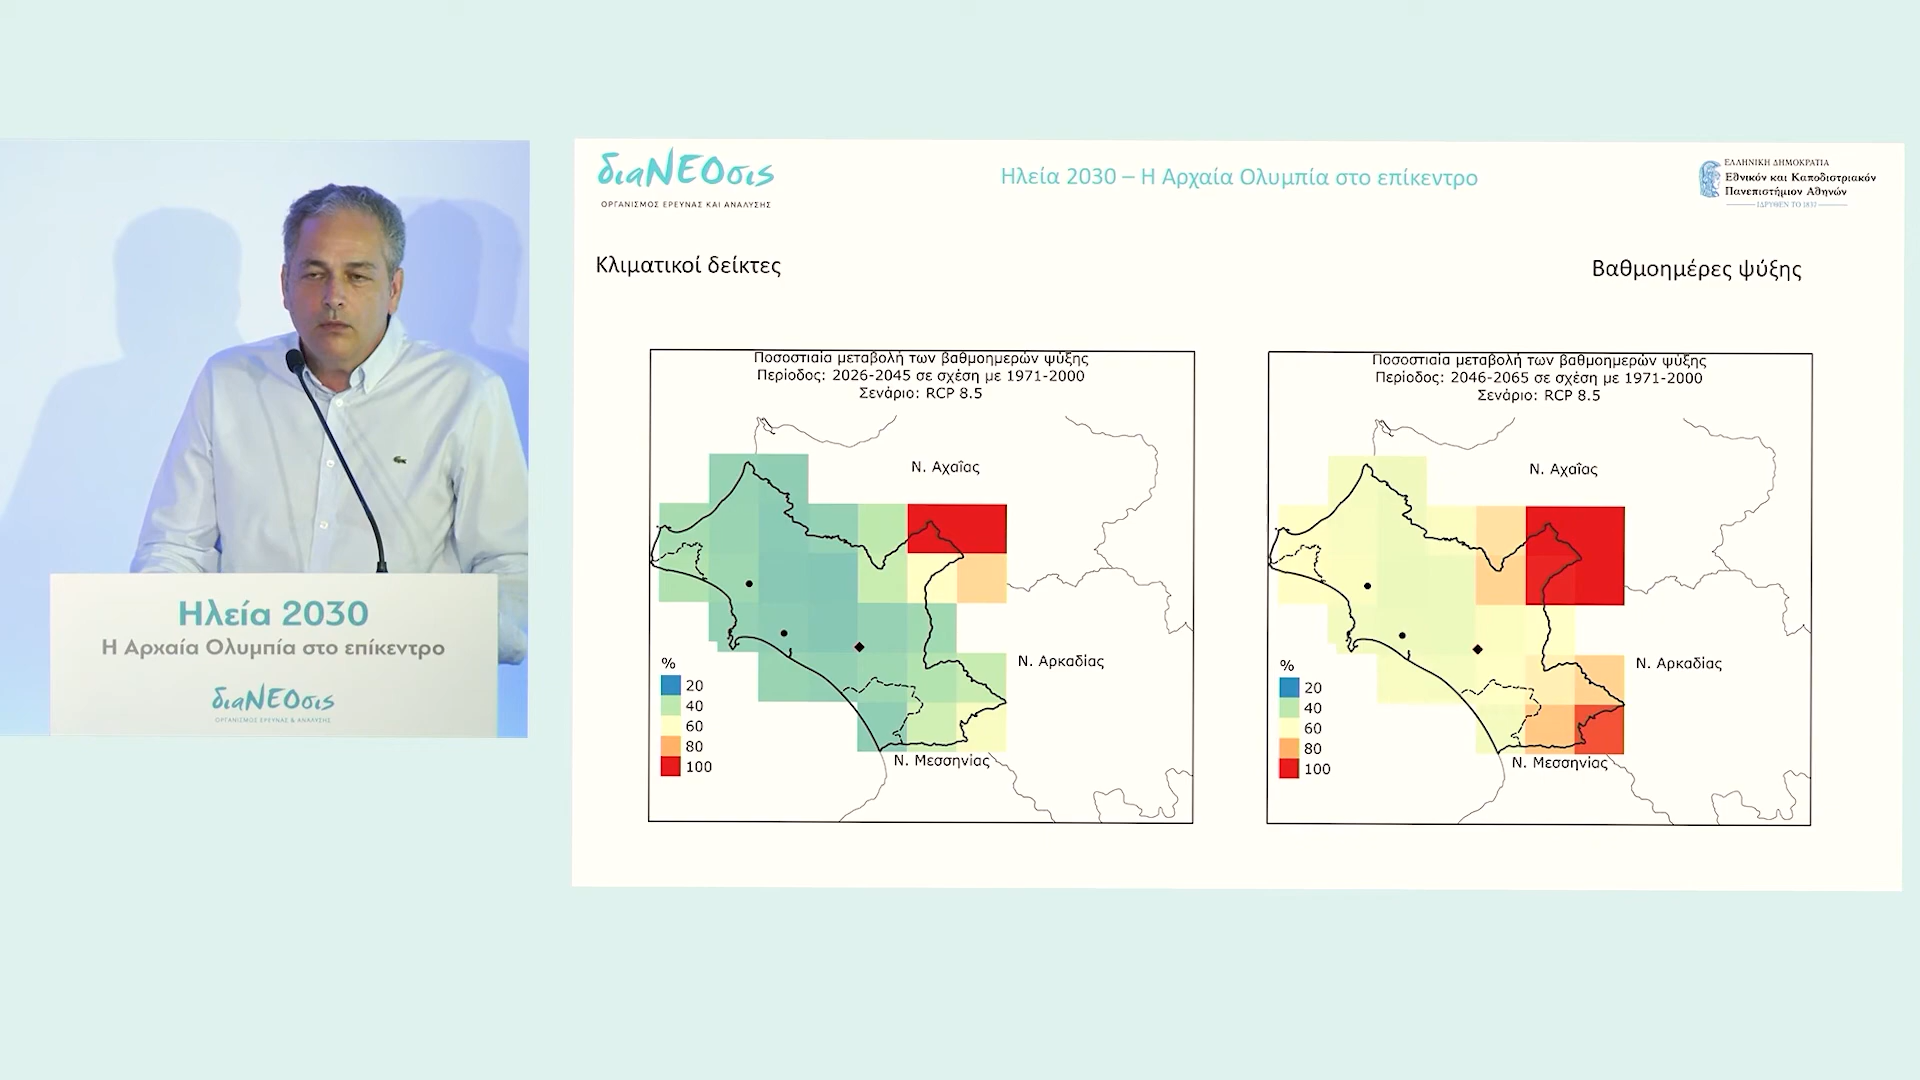 Ηλεία 2030
Η Αρχαία Ολυμπία στο επίκεντρο
διαΝΕΟσις
ΟΡΓΑΝΙΣΜΟΣ ΕΡΕΥΝΑΣ & ΑΝΑΛΥΣΗΣ
διαΝΕΟσις
ΟΡΓΑΝΙΣΜΟΣ ΕΡΕΥΝΑΣ ΚΑΙ ΑΝΑΛΥΣΗΣ
Ηλεία 2030 – Η Αρχαία Ολυμπία στο επίκεντρο
ΕΛΛΗΝΙΚΗ ΔΗΜΟΚΡΑΤΙΑ
Εθνικόν και Καποδιστριακόν
Πανεπιστήμιον Αθηνών
ΙΔΡΥΘΕΝ ΤΟ 1837
Κλιματικοί δείκτες
Βαθμοημέρες ψύξης
Ποσοστιαία μεταβολή των βαθμοημερών ψύξης
Περίοδος: 2026-2045 σε σχέση με 1971-2000
Σενάριο: RCP 8.5
Ν. Αχαΐας
Ν. Αρκαδίας
Ν. Μεσσηνίας
%
20
40
60
80
100
Ποσοστιαία μεταβολή των βαθμοημερών ψύξης
Περίοδος: 2046-2065 σε σχέση με 1971-2000
Σενάριο: RCP 8.5
Ν. Αχαΐας
Ν. Αρκαδίας
Ν. Μεσσηνίας
%
20
40
60
80
100